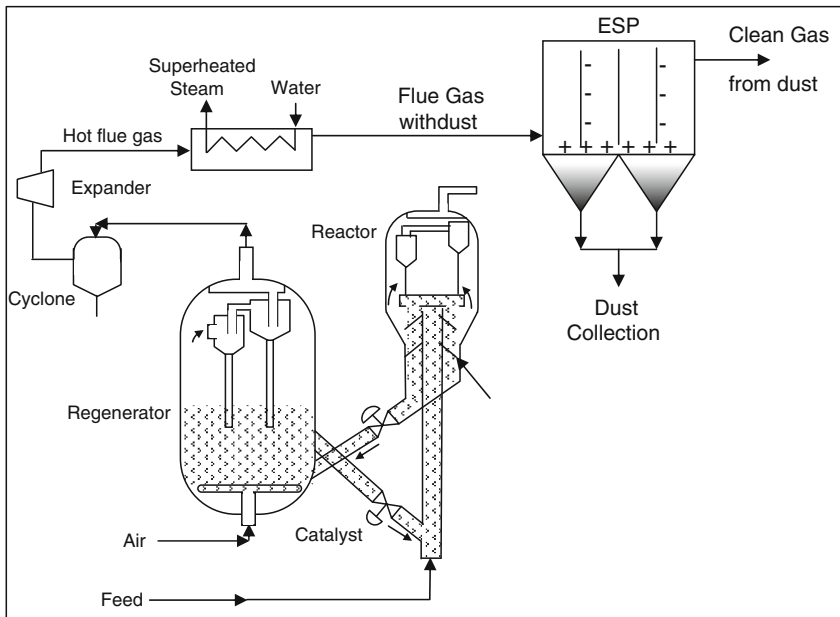 ESP
Clean Gas
from dust
Superheated
Steam
Water
Flue Gas
withdust
Hot flue gas
- -
- -
- -
+ + + + + +
Expander
Reactor
Cyclone
Dust
Collection
Regenerator
Air
Catalyst
Feed